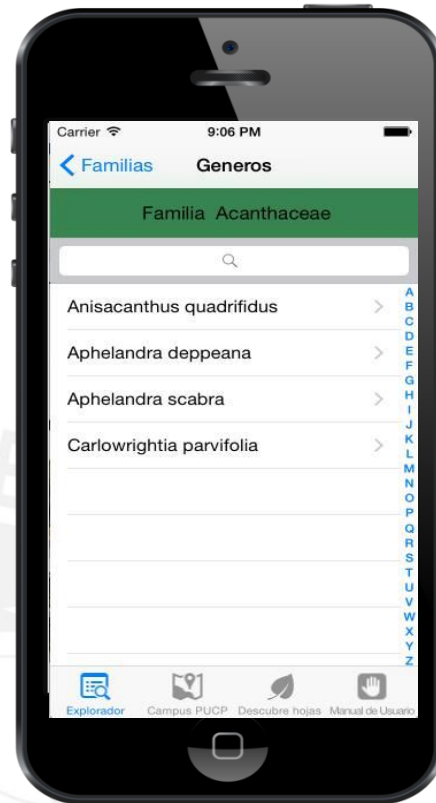 Carrier 9:06 PM
Familias Generos
Familia Acanthaceae
Anisacanthus quadrifidus
Aphelandra deppeana
Aphelandra scabra
Carlowrightia parvifolia
A
B
C
D
E
F
G
H
I
J
K
L
M
N
O
P
Q
R
S
T
U
V
W
X
Y
Z
Explorador Campus PUCP Descubre hojas Manual de Usuario